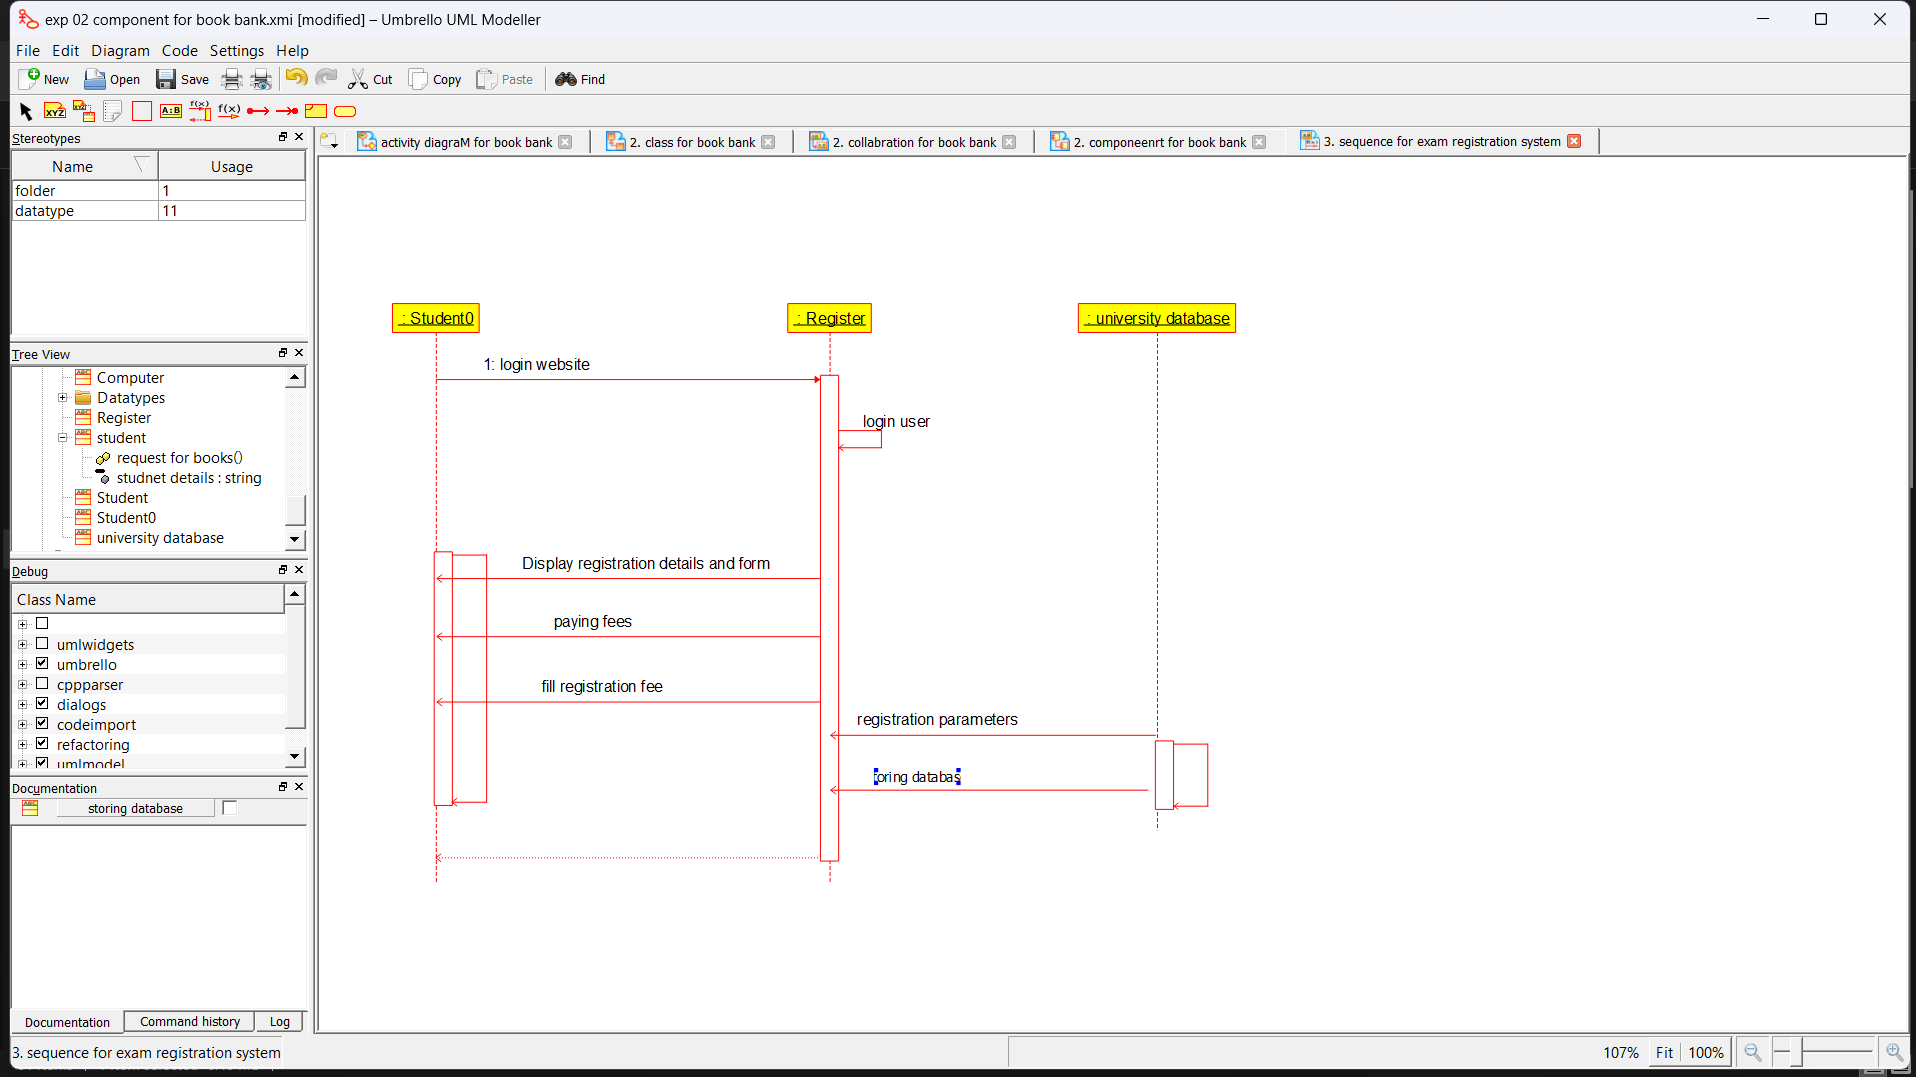 exp 02 component for book bank.xmi [modified] – Umbrello UML Modeller
File Edit Diagram Code Settings Help
New Open Save Cut Copy Paste Find
XYZ XYZ A:B f(x) f(x)
Stereotypes
Name Usage
folder 1
datatype 11
Tree View
Computer
Datatypes
Register
student
request for books()
studnet details : string
Student
Student0
university database
Debug
Class Name
umlwidgets
umbrello
cppparser
dialogs
codeimport
refactoring
umlmodel
Documentation
storing database
Documentation Command history Log
activity diagraM for book bank
2. class for book bank
2. collabration for book bank
2. componeenrt for book bank
3. sequence for exam registration system
: Student0
: Register
: university database
1: login website
login user
Display registration details and form
paying fees
fill registration fee
registration parameters
toring databas
3. sequence for exam registration system
107% Fit 100%